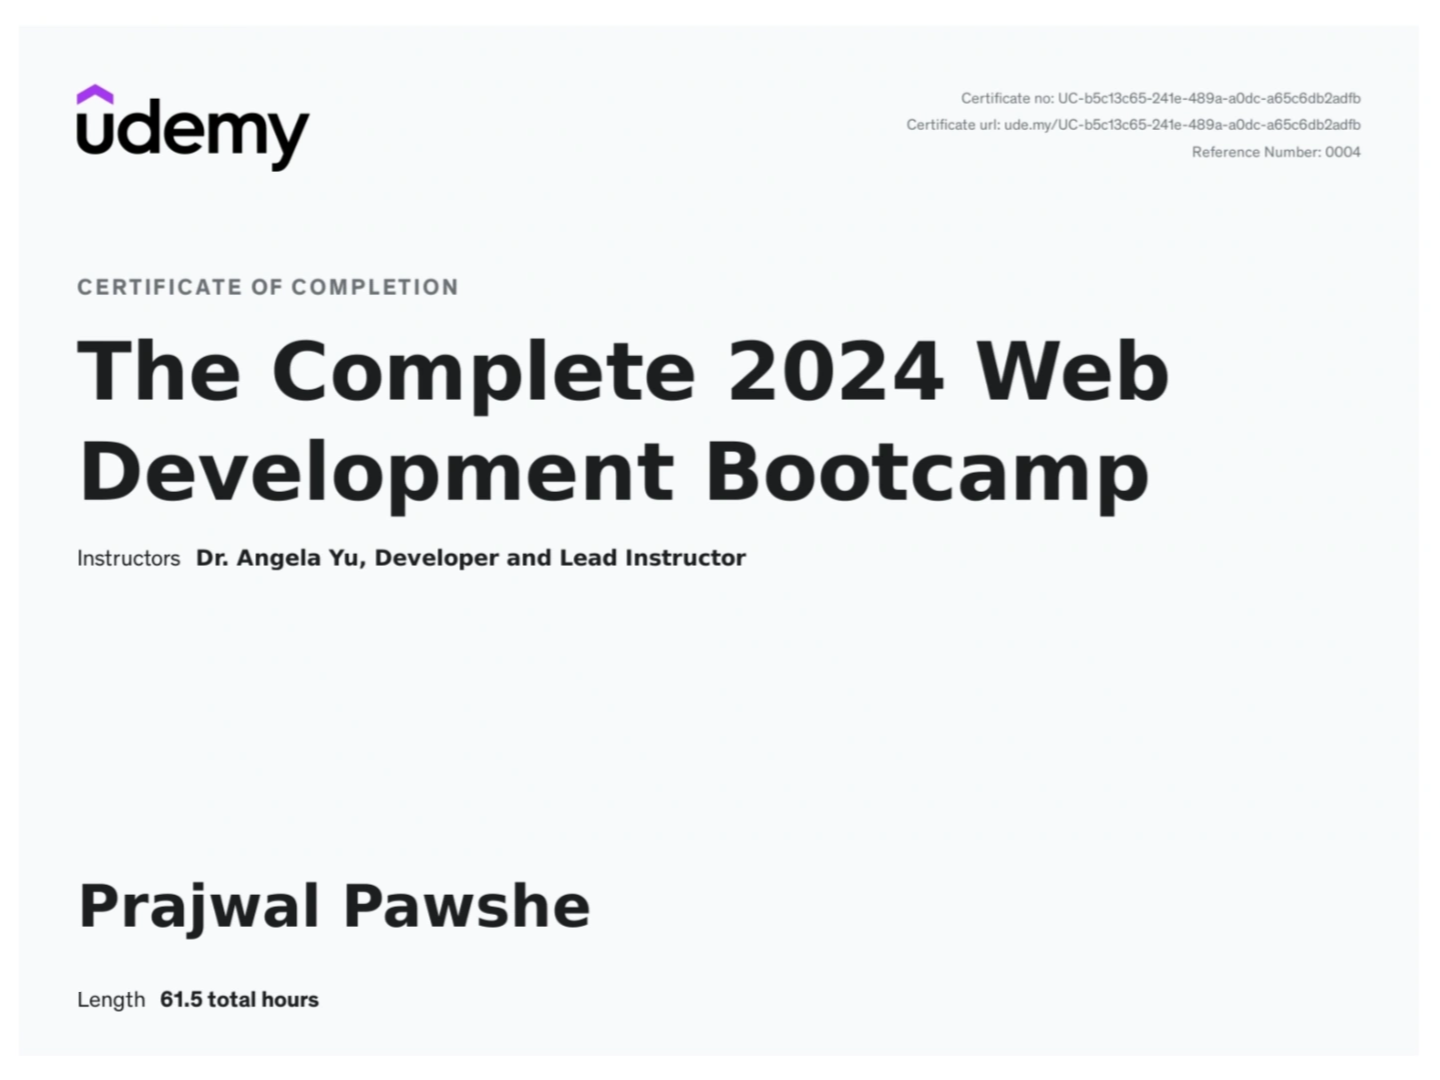 udemy
Certificate no: UC-b5c13c65-241e-489a-a0dc-a65c6db2adfb
Certificate url: ude.my/UC-b5c13c65-241e-489a-a0dc-a65c6db2adfb
Reference Number: 0004
CERTIFICATE OF COMPLETION
The Complete 2024 Web
Development Bootcamp
Instructors Dr. Angela Yu, Developer and Lead Instructor
Prajwal Pawshe
Length 61.5 total hours